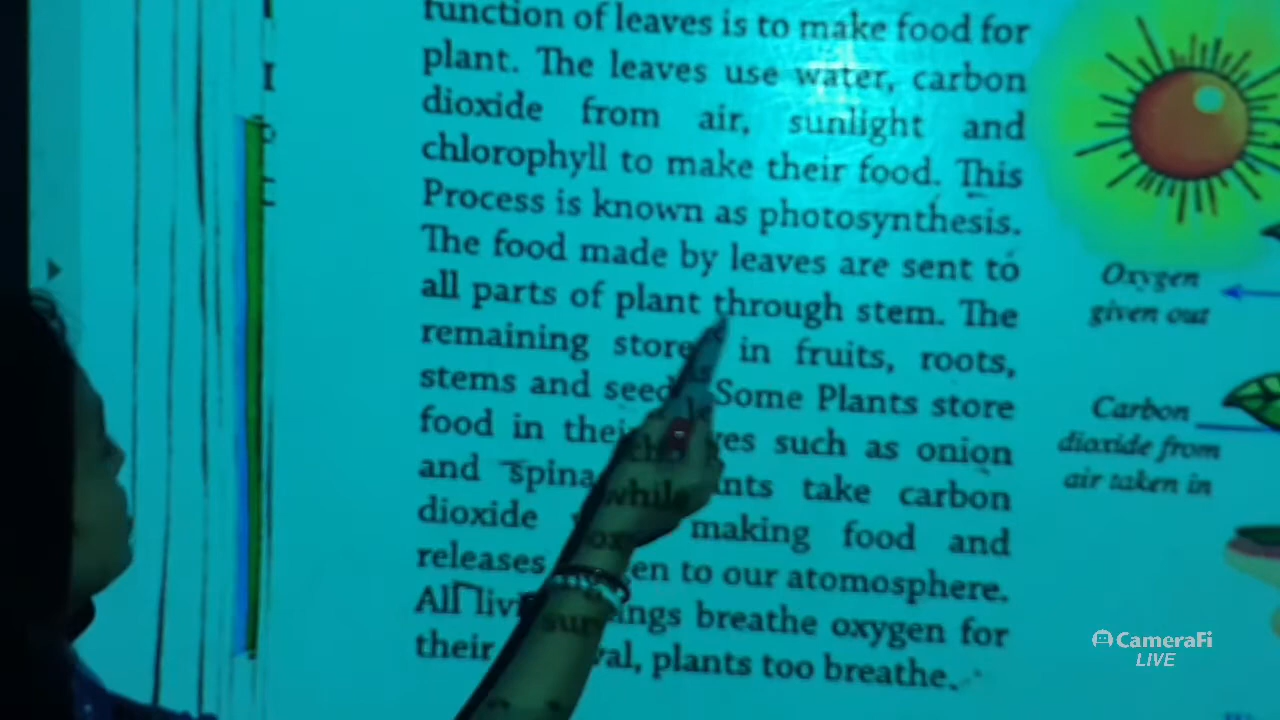 function of leaves is to make food for
plant. The leaves use water, carbon
dioxide from air, sunlight and
chlorophyll to make their food. This
Process is known as photosynthesis.
The food made by leaves are sent to
all parts of plant through stem. The
remaining store in fruits, roots,
stems and seed Some Plants store
food in their such as onion
and while take carbon
dioxide making food and
releases to our atomosphere.
All breathe oxygen for
their plants too breathe.
Oxygen
given out
Carbon
dioxide from
air taken in
CameraFi
LIVE